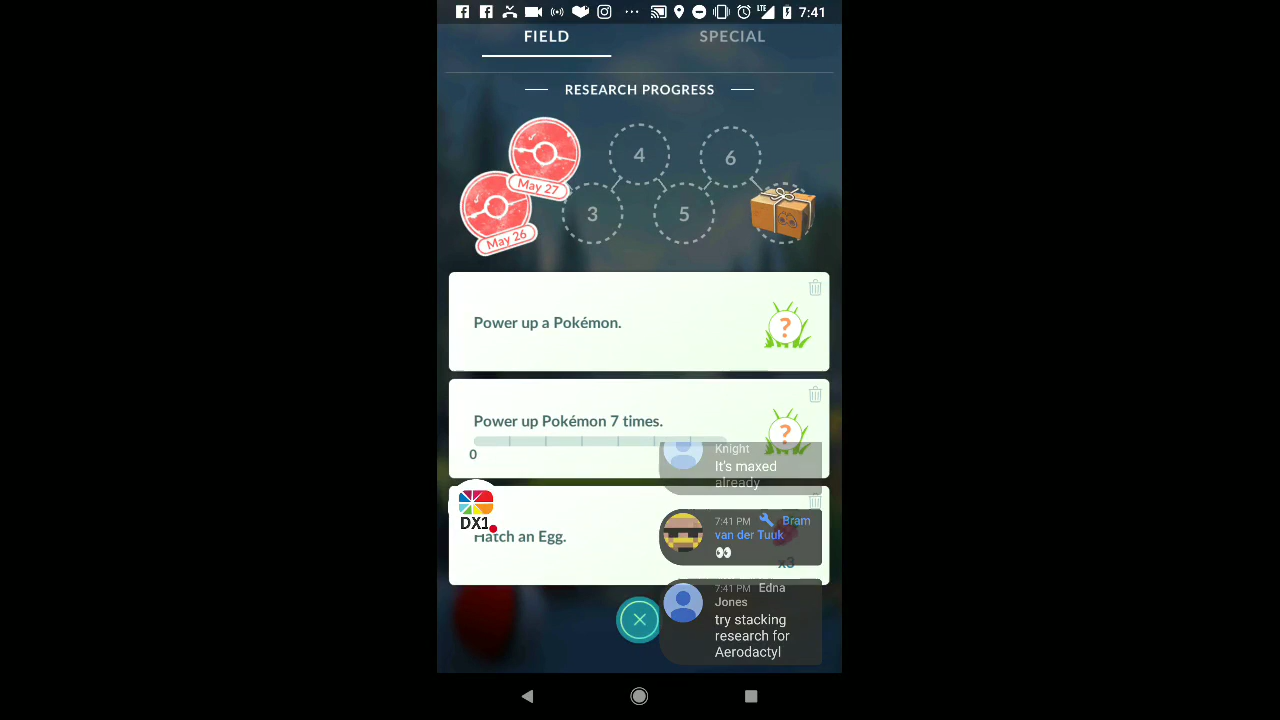 LTE 7:41
FIELD SPECIAL
RESEARCH PROGRESS
4 6
May 27
3 5
May 26
Power up a Pokémon.
?
Power up Pokémon 7 times.
?
0
Knight
It's maxed
already
DX1
Hatch an Egg.
7:41 PM Bram
van der Tuuk
x3
7:41 PM Edna
Jones
try stacking
research for
Aerodactyl